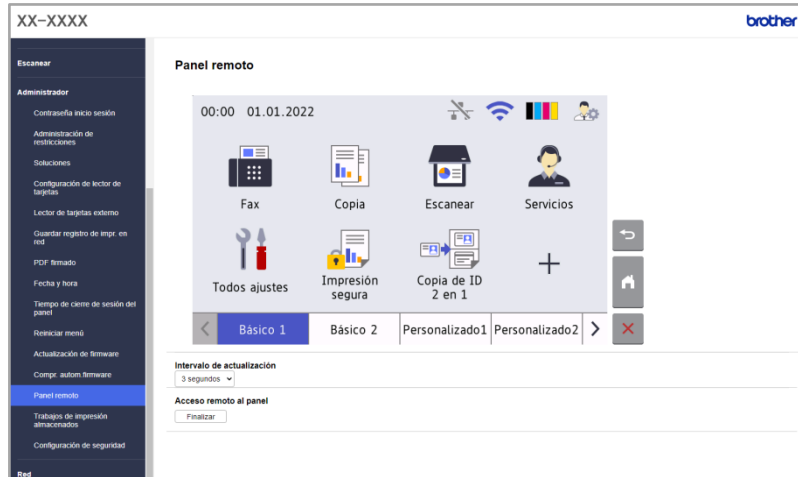 XX-XXXX
brother
Escanear
Administrador
Contraseña inicio sesión
Administración de
restricciones
Soluciones
Configuración de lector de
tarjetas
Lector de tarjetas externo
Guardar registro de impr. en
red
PDF firmado
Fecha y hora
Tiempo de cierre de sesión del
panel
Reiniciar menú
Actualización de firmware
Compr. autom.firmware
Panel remoto
Trabajos de impresión
almacenados
Configuración de seguridad
Red
Panel remoto
00:00 01.01.2022
Fax
Copia
Escanear
Servicios
Todos ajustes
Impresión
segura
Copia de ID
2 en 1
Básico 1
Básico 2
Personalizado1
Personalizado2
Intervalo de actualización
3 segundos
Acceso remoto al panel
Finalizar